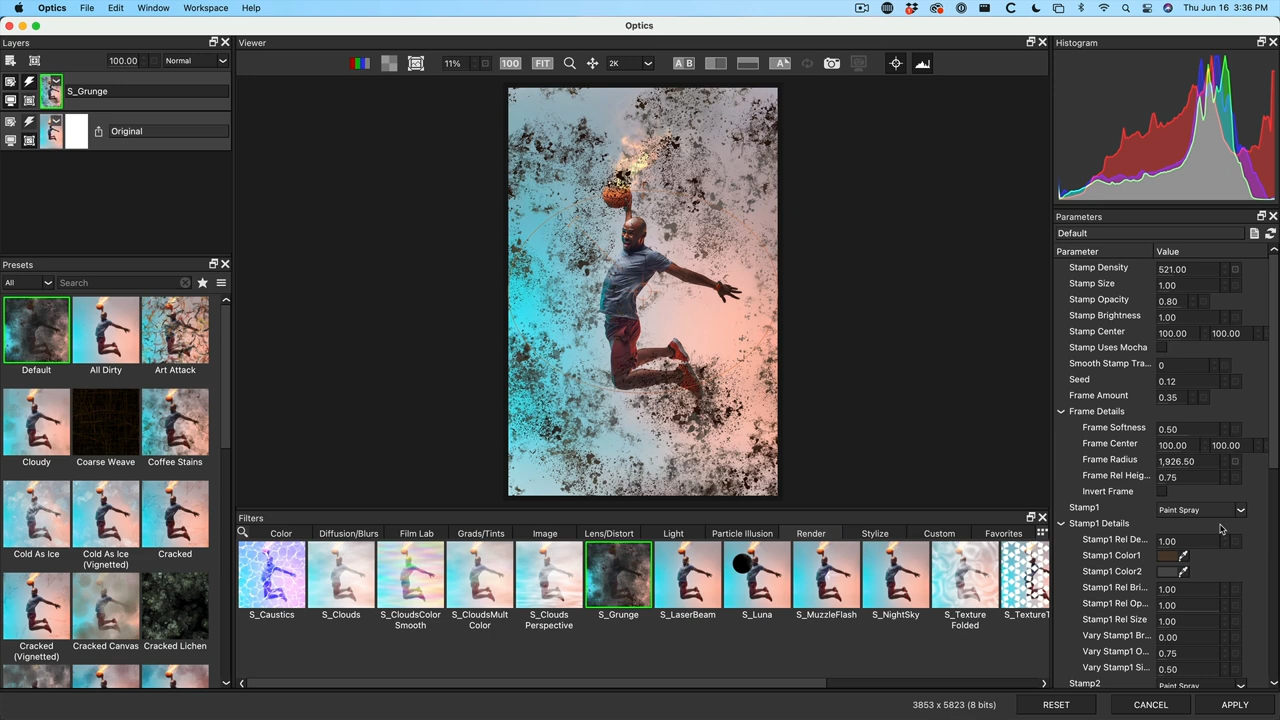 Optics File Edit Window Workspace Help Thu Jun 16 3:36 PM
Optics
Layers
100.00 Normal
S_Grunge
Original
Presets
All Search
Default All Dirty Art Attack
Cloudy Coarse Weave Coffee Stains
Cold As Ice Cold As Ice (Vignetted) Cracked
Cracked (Vignetted) Cracked Canvas Cracked Lichen
Viewer
11% 100 FIT 2K A B A
Filters
Color Diffusion/Blurs Film Lab Grads/Tints Image Lens/Distort Light Particle Illusion Render Stylize Custom Favorites
S_Caustics S_Clouds S_CloudsColor Smooth S_CloudsMult Color S_Clouds Perspective S_Grunge S_LaserBeam S_Luna S_MuzzleFlash S_NightSky S_Texture Folded S_TextureT
Histogram
Parameters
Default
Parameter Value
Stamp Density 521.00
Stamp Size 1.00
Stamp Opacity 0.80
Stamp Brightness 1.00
Stamp Center 100.00 100.00
Stamp Uses Mocha
Smooth Stamp Tra... 0
Seed 0.12
Frame Amount 0.35
Frame Details
Frame Softness 0.50
Frame Center 100.00 100.00
Frame Radius 1,926.50
Frame Rel Heig... 0.75
Invert Frame
Stamp1 Paint Spray
Stamp1 Details
Stamp1 Rel De... 1.00
Stamp1 Color1
Stamp1 Color2
Stamp1 Rel Bri... 1.00
Stamp1 Rel Op... 1.00
Stamp1 Rel Size 1.00
Vary Stamp1 Br... 0.00
Vary Stamp1 O... 0.75
Vary Stamp1 Si... 0.50
Stamp2 Paint Spray
3853 x 5823 (8 bits) RESET CANCEL APPLY